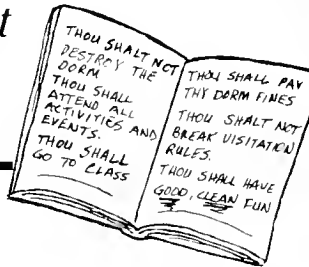 t
THOU SHALT NOT
DESTROY THE
DORM
THOU SHALL
ATTEND ALL
ACTIVITIES AND
EVENTS.
THOU SHALL
GO TO CLASS
THOU SHALL PAY
THY DORM FINES
THOU SHALT NOT
BREAK VISITATION
RULES.
THOU SHALL HAVE
GOOD, CLEAN FUN